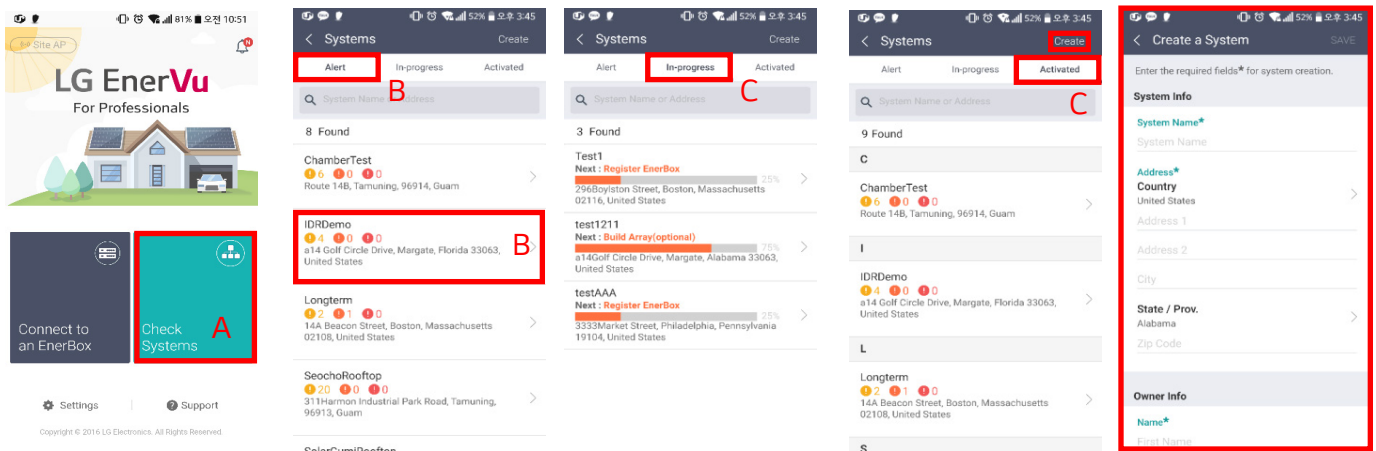 81% 오전 10:51
Site AP
N
LG EnerVu
For Professionals
Connect to
an EnerBox
Check
Systems
A
Settings
Support
Copyright © 2016 LG Electronics. All Rights Reserved.
52% 오후 3:45
Systems
Create
Alert
In-progress
Activated
B
System Name or Address
8 Found
ChamberTest
6 0 0
Route 14B, Tamuning, 96914, Guam
IDRDemo
4 0 0
a14 Golf Circle Drive, Margate, Florida 33063,
United States
B
Longterm
2 1 0
14A Beacon Street, Boston, Massachusetts
02108, United States
SeochoRooftop
20 0 0
311Harmon Industrial Park Road, Tamuning,
96913, Guam
SolarGumiRooftop
52% 오후 3:45
Systems
Create
Alert
In-progress
Activated
C
System Name or Address
3 Found
Test1
Next : Register EnerBox
25%
296Boylston Street, Boston, Massachusetts
02116, United States
test1211
Next : Build Array(optional)
75%
a14Golf Circle Drive, Margate, Alabama 33063,
United States
testAAA
Next : Register EnerBox
25%
3333Market Street, Philadelphia, Pennsylvania
19104, United States
52% 오후 3:45
Systems
Create
Alert
In-progress
Activated
C
System Name or Address
9 Found
C
ChamberTest
6 0 0
Route 14B, Tamuning, 96914, Guam
I
IDRDemo
4 0 0
a14 Golf Circle Drive, Margate, Florida 33063,
United States
L
Longterm
2 1 0
14A Beacon Street, Boston, Massachusetts
02108, United States
S
52% 오후 3:45
Create a System
SAVE
Enter the required fields* for system creation.
System Info
System Name*
System Name
Address*
Country
United States
Address 1
Address 2
City
State / Prov.
Alabama
Zip Code
Owner Info
Name*
First Name